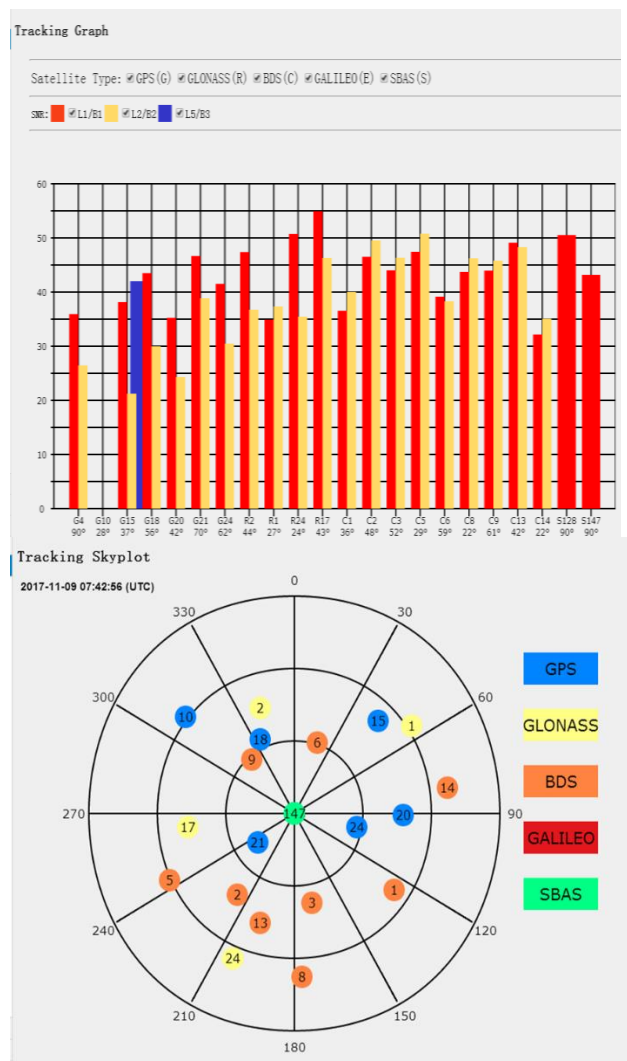 Tracking Graph
Satellite Type: GPS(G) GLONASS(R) BDS(C) GALILEO(E) SBAS(S)
SNR: L1/B1 L2/B2 L5/B3
60
50
40
30
20
10
0
G4 G10 G15 G18 G20 G21 G24 R2 R1 R24 R17 C1 C2 C3 C5 C6 C8 C9 C13 C14 S128 S147
90° 28° 37° 56° 42° 70° 62° 44° 27° 24° 43° 36° 48° 52° 29° 59° 22° 61° 42° 22° 90° 90°
Tracking Skyplot
2017-11-09 07:42:56 (UTC)
0
330 30
300 60
10 2 15 1
18 6
9
14
270 147 20 90
17 24
21
5 2 3 1
13
240 120
24
8
210 150
180
GPS
GLONASS
BDS
GALILEO
SBAS